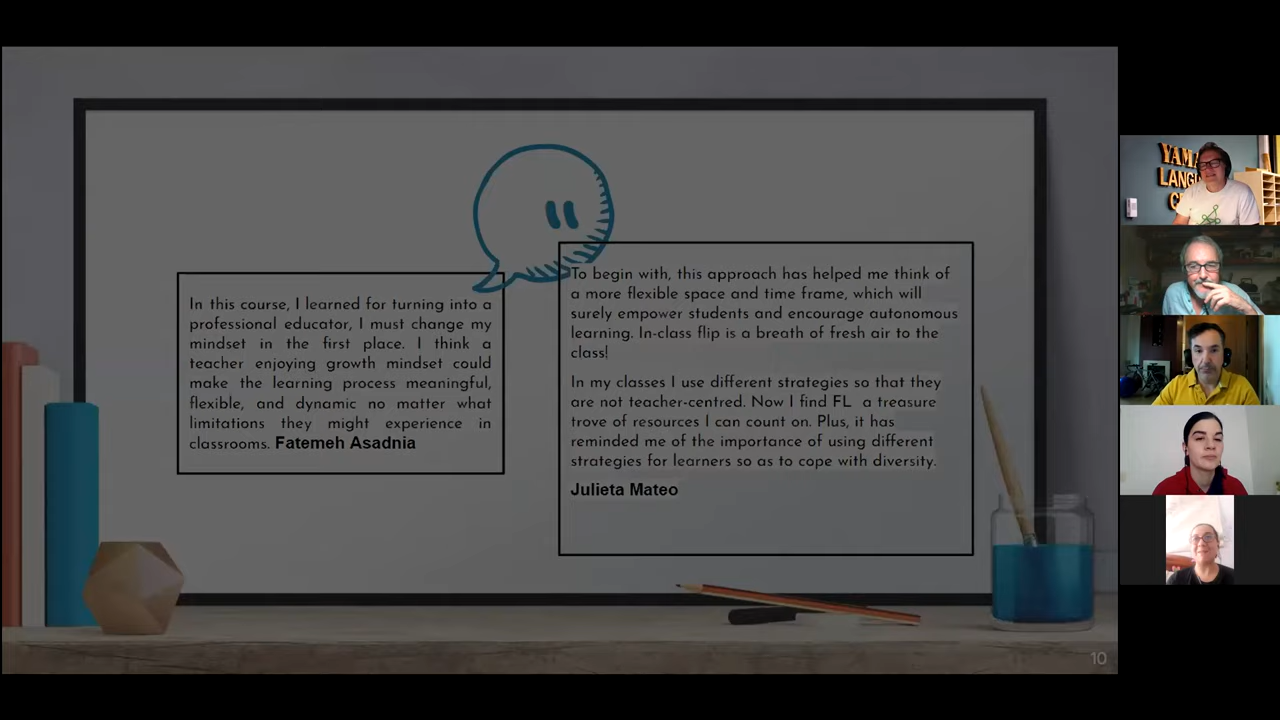 In this course, I learned for turning into a
professional educator, I must change my
mindset in the first place. I think a
teacher enjoying growth mindset could
make the learning process meaningful,
flexible, and dynamic no matter what
limitations they might experience in
classrooms. Fatemeh Asadnia
To begin with, this approach has helped me think of
a more flexible space and time frame, which will
surely empower students and encourage autonomous
learning. In-class flip is a breath of fresh air to the
class!
In my classes I use different strategies so that they
are not teacher-centred. Now I find FL a treasure
trove of resources I can count on. Plus, it has
reminded me of the importance of using different
strategies for learners so as to cope with diversity.
Julieta Mateo
10